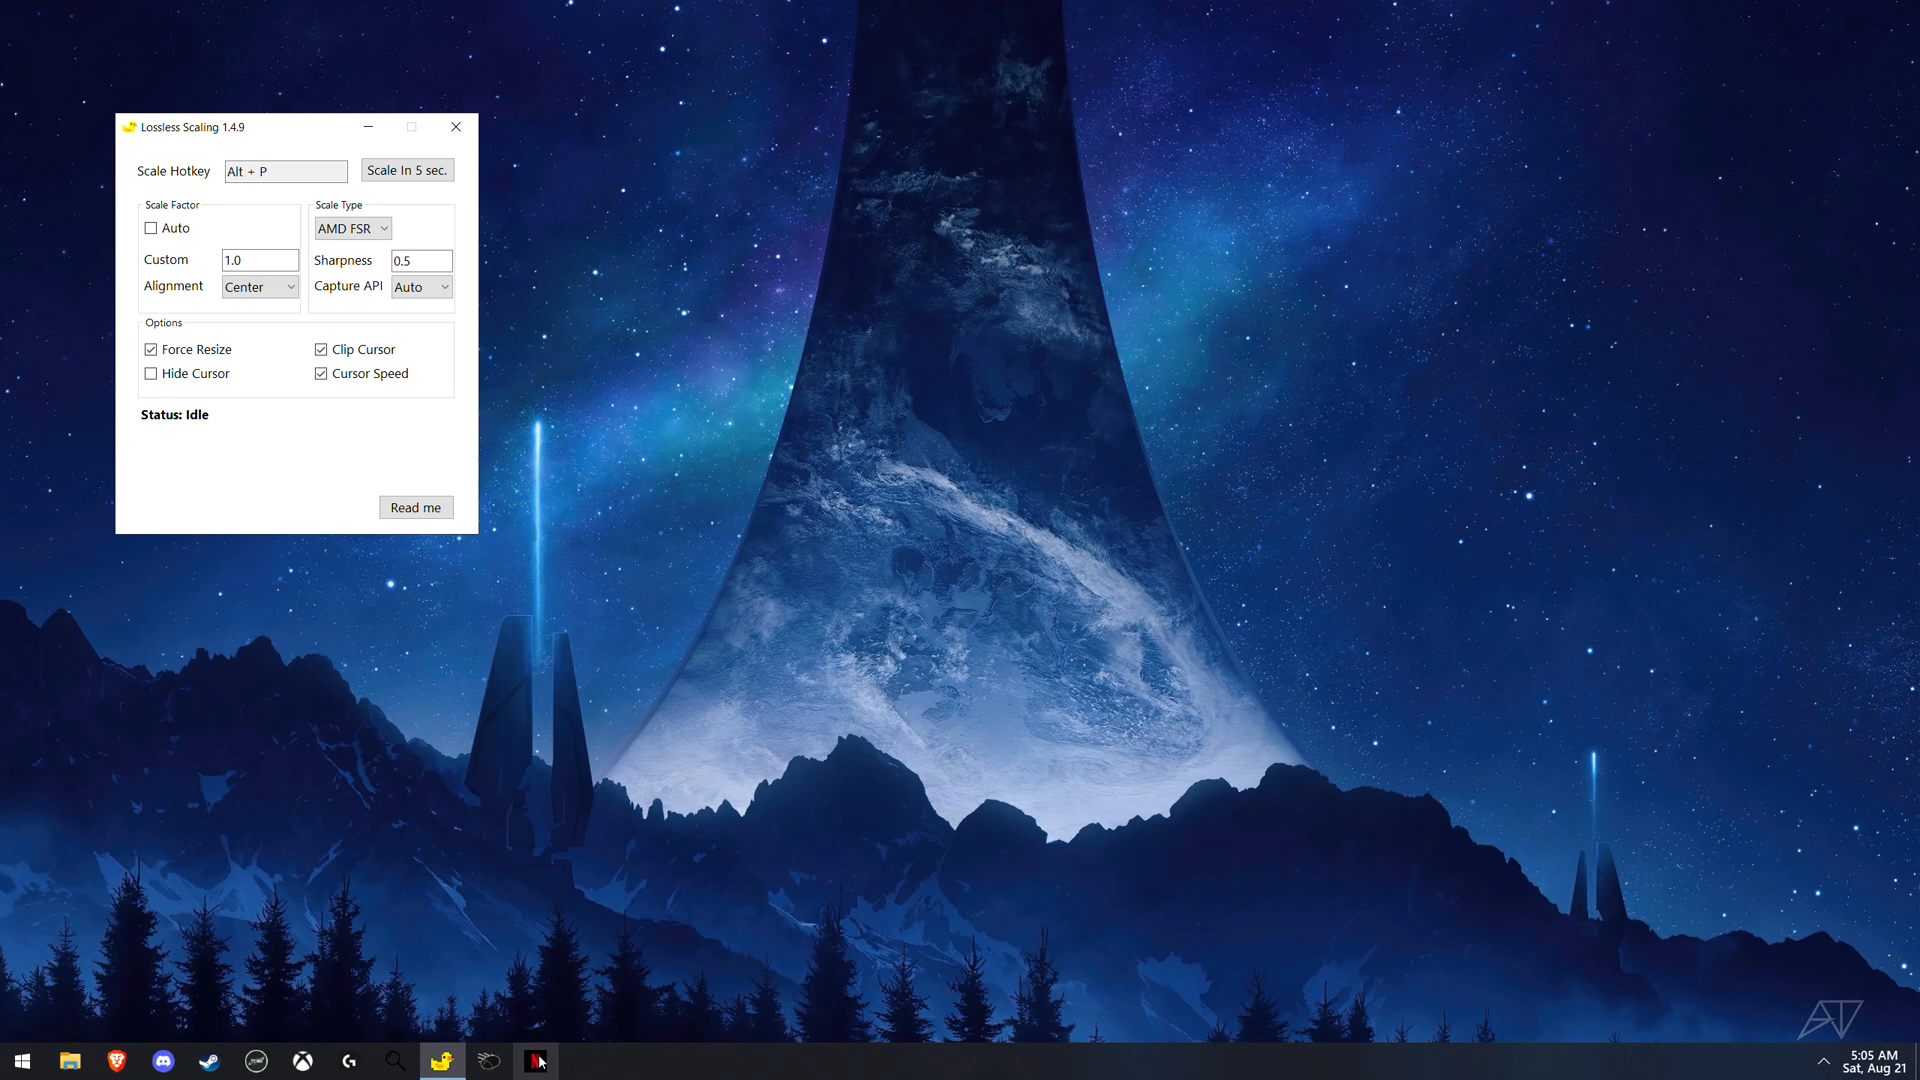 Lossless Scaling 1.4.9
Scale Hotkey Alt + P Scale In 5 sec.
Scale Factor
Auto
Custom 1.0
Alignment Center
Scale Type
AMD FSR
Sharpness 0.5
Capture API Auto
Options
Force Resize Clip Cursor
Hide Cursor Cursor Speed
Status: Idle
Read me
5:05 AM
Sat, Aug 21